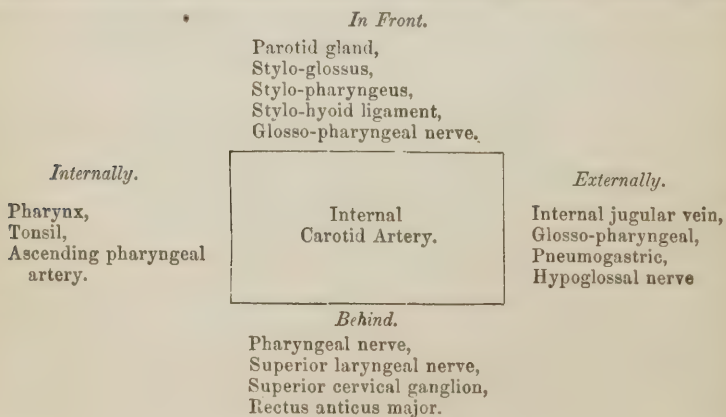 In Front.
Parotid gland,
Stylo-glossus,
Stylo-pharyngeus,
Stylo-hyoid ligament,
Glosso-pharyngeal nerve.
Internally.
Pharynx,
Tonsil,
Ascending pharyngeal
artery.
Internal
Carotid Artery.
Externally.
Internal jugular vein,
Glosso-pharyngeal,
Pneumogastric,
Hypoglossal nerve
Behind.
Pharyngeal nerve,
Superior laryngeal nerve,
Superior cervical ganglion,
Rectus anticus major.